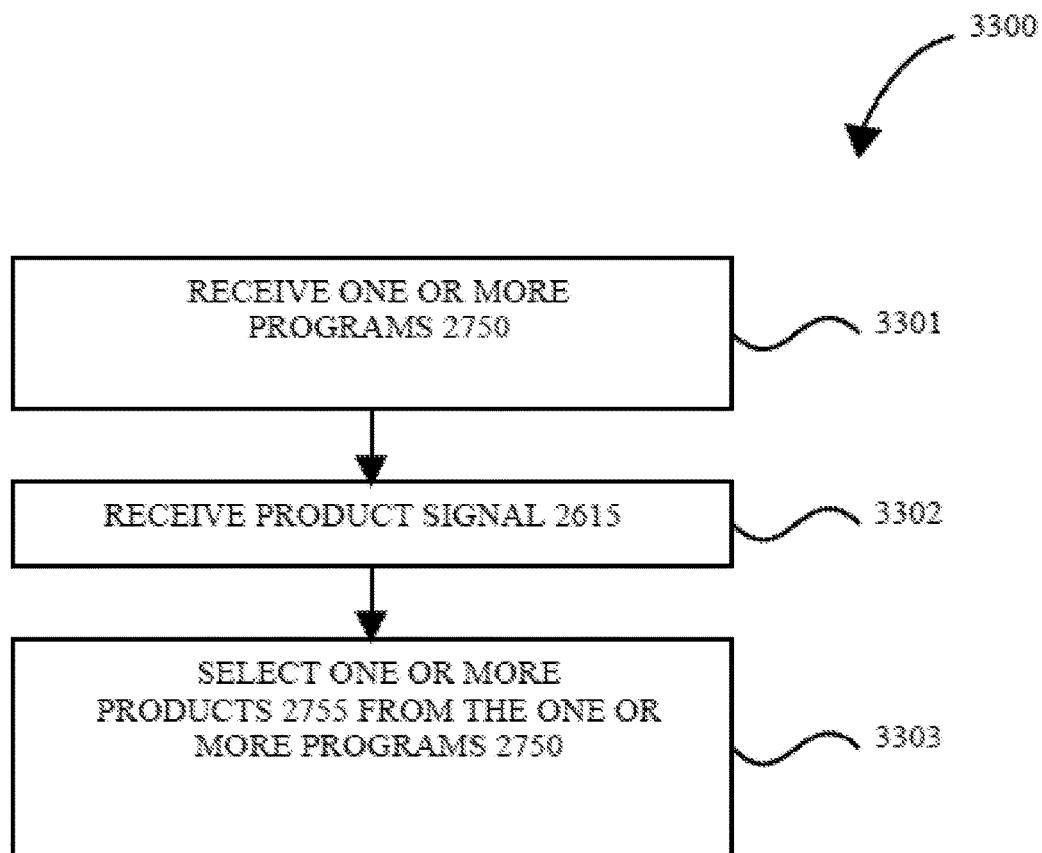 3300
RECEIVE ONE OR MORE
PROGRAMS 2750
3301
RECEIVE PRODUCT SIGNAL 2615
3302
SELECT ONE OR MORE
PRODUCTS 2755 FROM THE ONE OR
MORE PROGRAMS 2750
3303